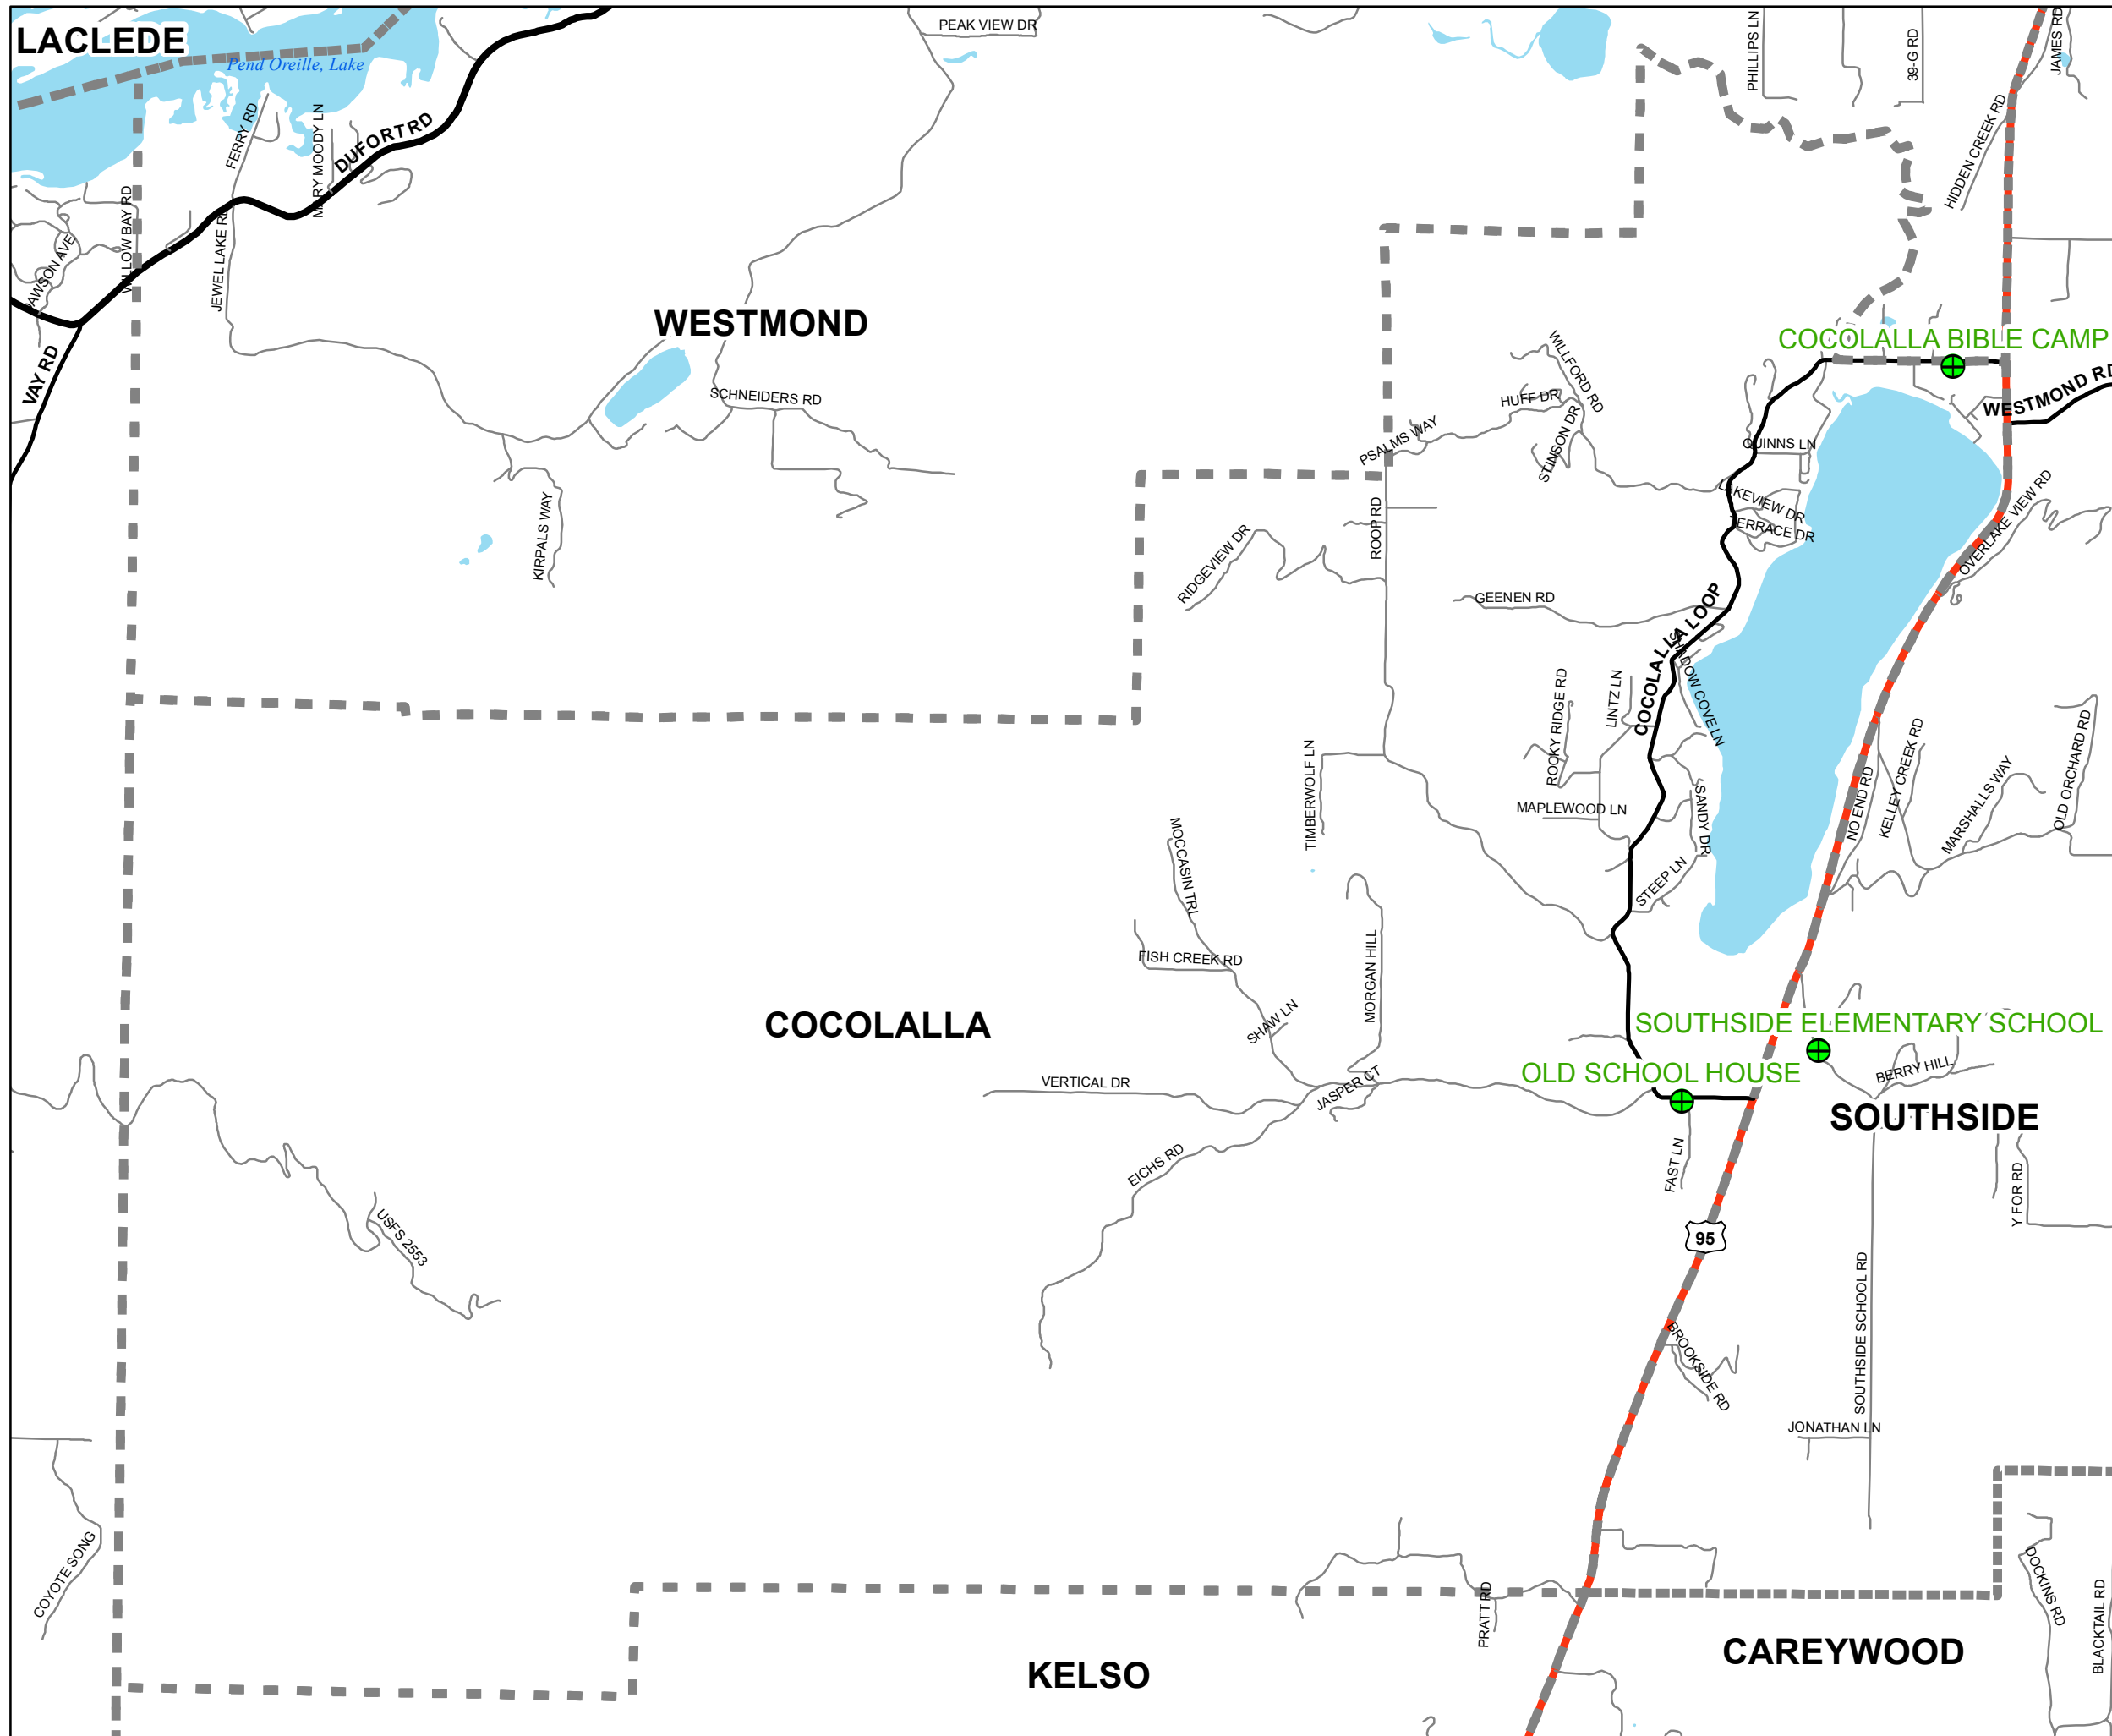 LACLEDE
Pend Oreille, Lake
PEAK VIEW DR
PHILLIPS LN
39-G RD
JAMES RD
HIDDEN CREEK RD
FERRY RD
MARY MOODY LN
DUFORT RD
WILLOW BAY RD
JEWEL LAKE RD
DAWSON AVE
VAY RD
WESTMOND
SCHNEIDERS RD
KIRPALS WAY
COCOLALLA BIBLE CAMP
WESTMOND RD
WILLFORD RD
HUFF DR
STINSON DR
PSALMS WAY
QUINNS LN
LAKEVIEW DR
TERRACE DR
OVERLAKE VIEW RD
ROOP RD
RIDGEVIEW DR
GEENEN RD
COCOLALLA LOOP
SHADOW COVE LN
LINTZ LN
ROCKY RIDGE RD
MAPLEWOOD LN
SANDY DR
STEEP LN
NO END RD
KELLEY CREEK RD
MARSHALLS WAY
OLD ORCHARD RD
TIMBERWOLF LN
MOCCASIN TRL
FISH CREEK RD
MORGAN HILL
SHAW LN
COCOLALLA
SOUTHSIDE ELEMENTARY SCHOOL
OLD SCHOOL HOUSE
BERRY HILL
SOUTHSIDE
VERTICAL DR
JASPER CT
EICHS RD
FAST LN
Y FOR RD
USFS 2553
95
SOUTHSIDE SCHOOL RD
BROOKSIDE RD
JONATHAN LN
COYOTE SONG
PRATT RD
DOCKINS RD
BLACKTAIL RD
KELSO
CAREYWOOD